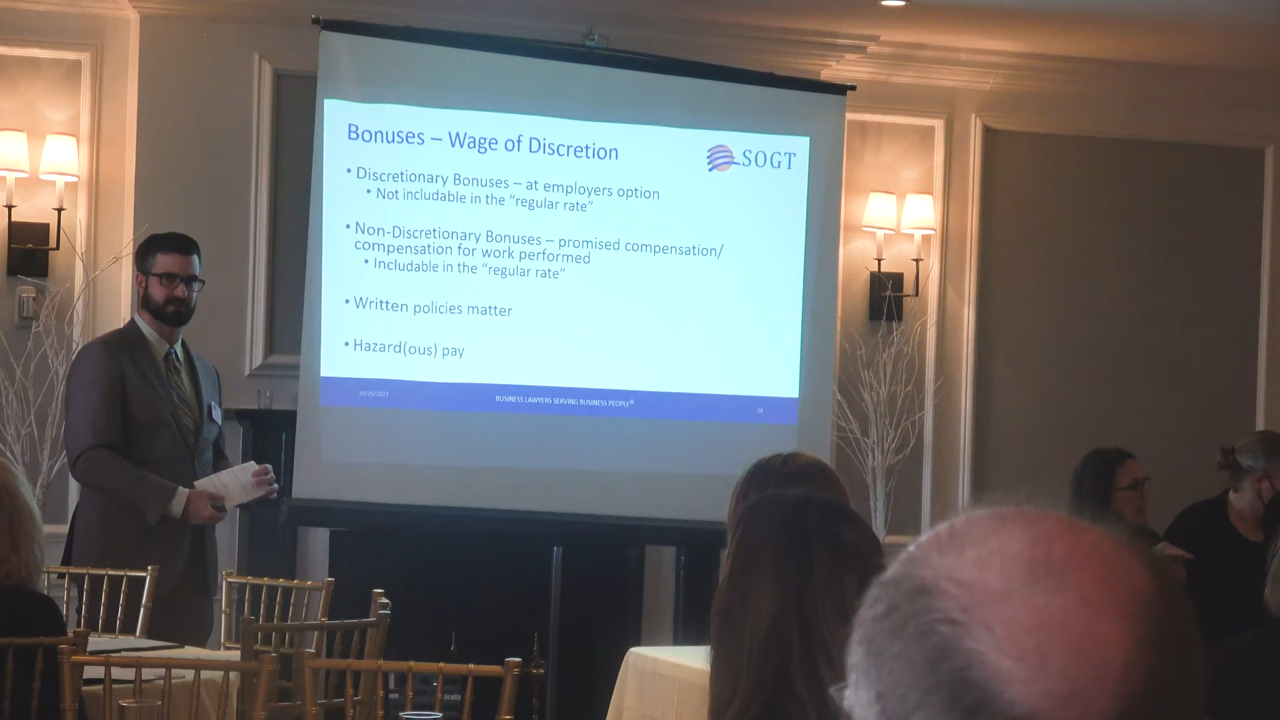 Bonuses – Wage of Discretion
SOGT
• Discretionary Bonuses – at employers option
• Not includable in the “regular rate”
• Non-Discretionary Bonuses – promised compensation/
compensation for work performed
• Includable in the “regular rate”
• Written policies matter
• Hazard(ous) pay
BUSINESS LAWYERS SERVING BUSINESS PEOPLE®